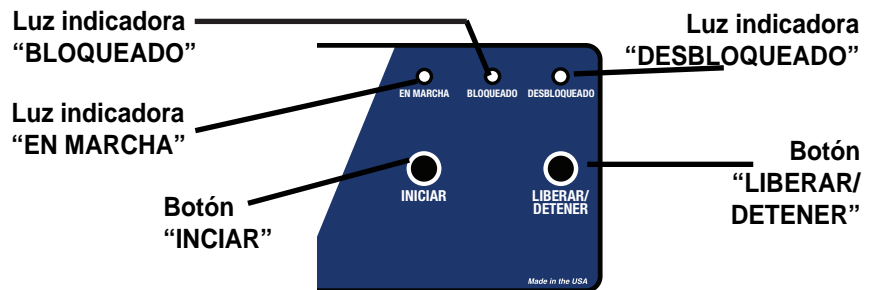 Luz indicadora
“BLOQUEADO”
Luz indicadora
“DESBLOQUEADO”
Luz indicadora
“EN MARCHA”
EN MARCHA
BLOQUEADO
DESBLOQUEADO
Botón
“INCIAR”
INICIAR
LIBERAR/
DETENER
Botón
“LIBERAR/
DETENER”
Made in the USA